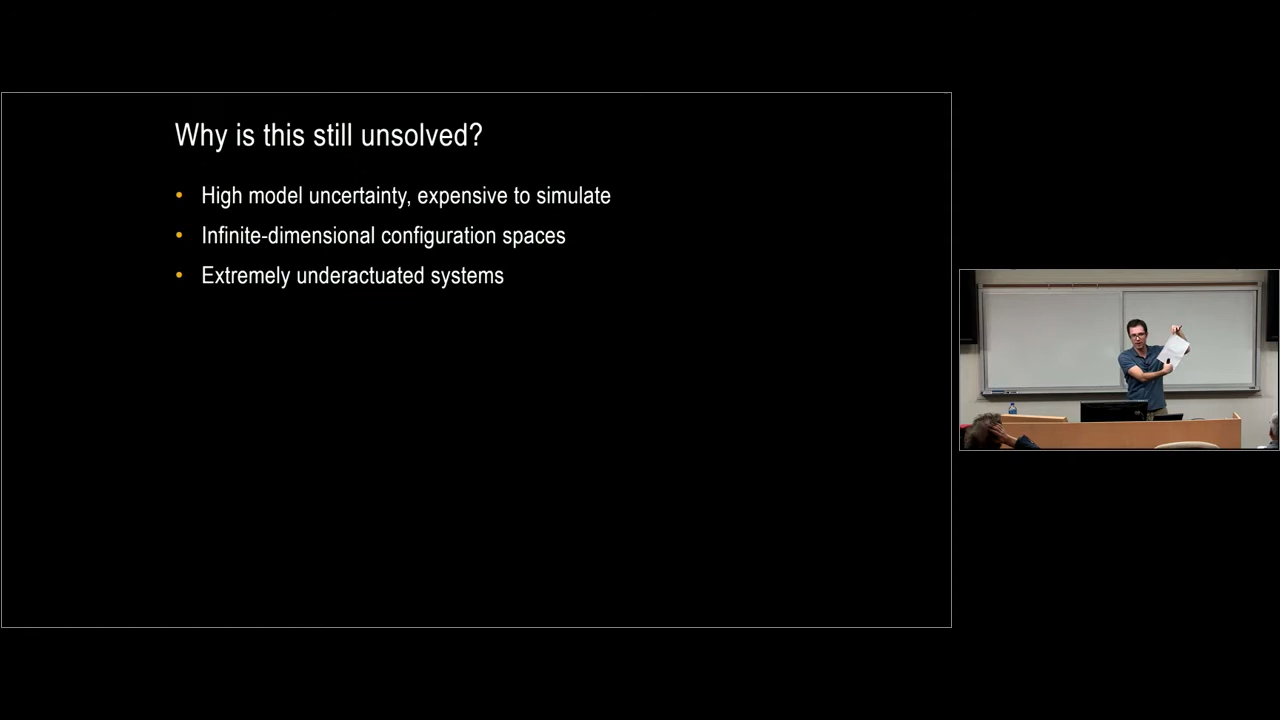 Why is this still unsolved?
• High model uncertainty, expensive to simulate
• Infinite-dimensional configuration spaces
• Extremely underactuated systems